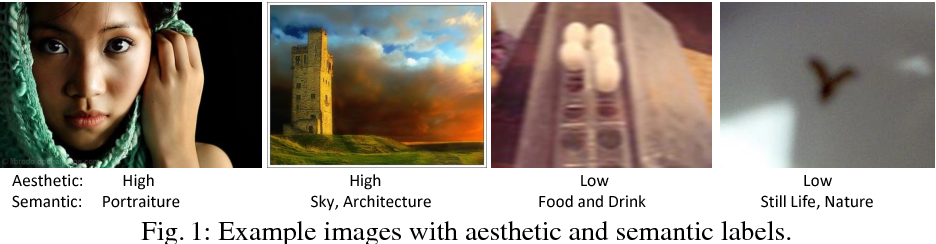 Aesthetic: High High Low Low
Semantic: Portraiture Sky, Architecture Food and Drink Still Life, Nature
Fig. 1: Example images with aesthetic and semantic labels.